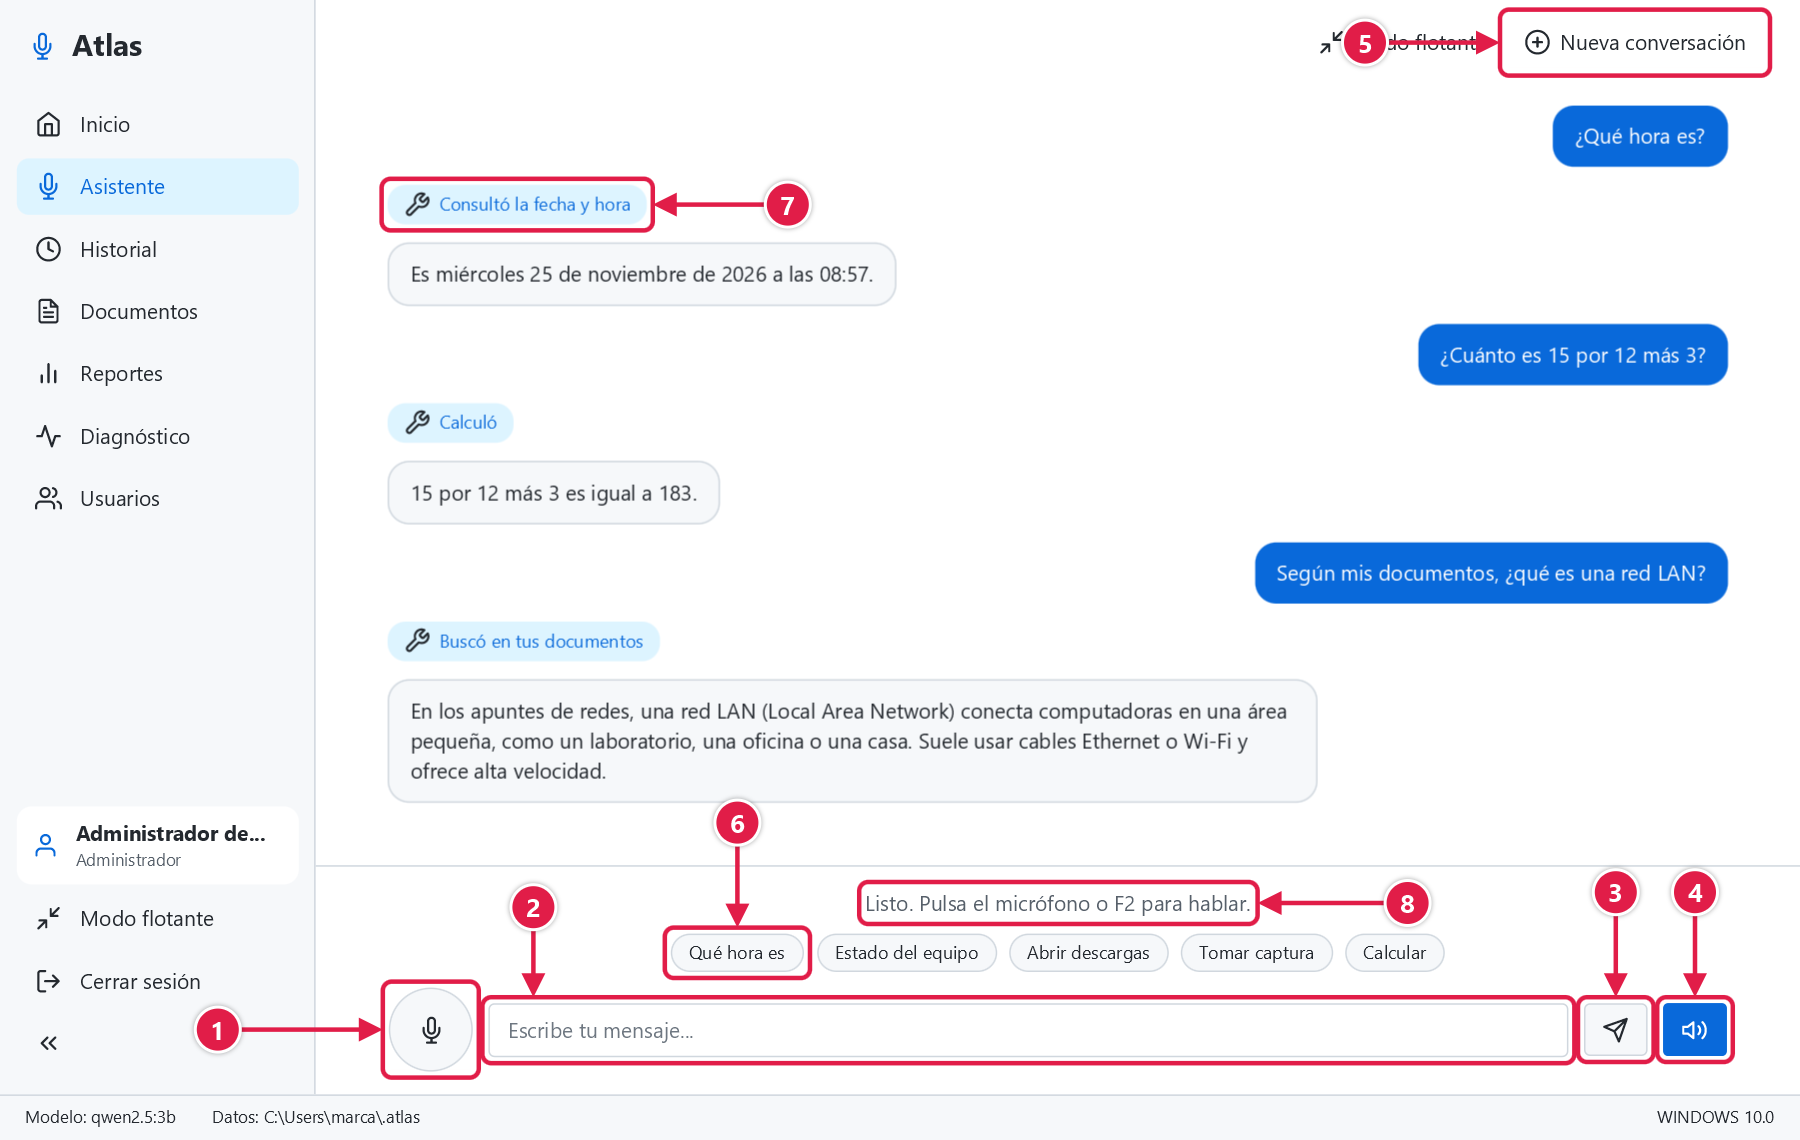 Atlas
Inicio
Asistente
Historial
Documentos
Reportes
Diagnóstico
Usuarios
Administrador de...
Administrador
Modo flotante
Cerrar sesión
5
Nueva conversación
¿Qué hora es?
Consultó la fecha y hora
7
Es miércoles 25 de noviembre de 2026 a las 08:57.
¿Cuánto es 15 por 12 más 3?
Calculó
15 por 12 más 3 es igual a 183.
Según mis documentos, ¿qué es una red LAN?
Buscó en tus documentos
En los apuntes de redes, una red LAN (Local Area Network) conecta computadoras en una área
pequeña, como un laboratorio, una oficina o una casa. Suele usar cables Ethernet o Wi-Fi y
ofrece alta velocidad.
6
2
Listo. Pulsa el micrófono o F2 para hablar.
8
3
4
Qué hora es
Estado del equipo
Abrir descargas
Tomar captura
Calcular
1
Escribe tu mensaje...
Modelo: qwen2.5:3b
Datos: C:\Users\marca\.atlas
WINDOWS 10.0